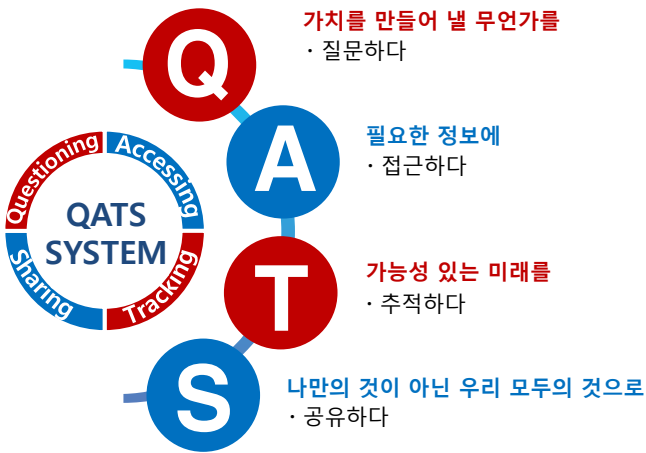 Q
가치를 만들어 낼 무언가를
· 질문하다
A
필요한 정보에
· 접근하다
Questioning
Accessing
QATS
SYSTEM
Sharing
Tracking
T
가능성 있는 미래를
· 추적하다
S
나만의 것이 아닌 우리 모두의 것으로
· 공유하다